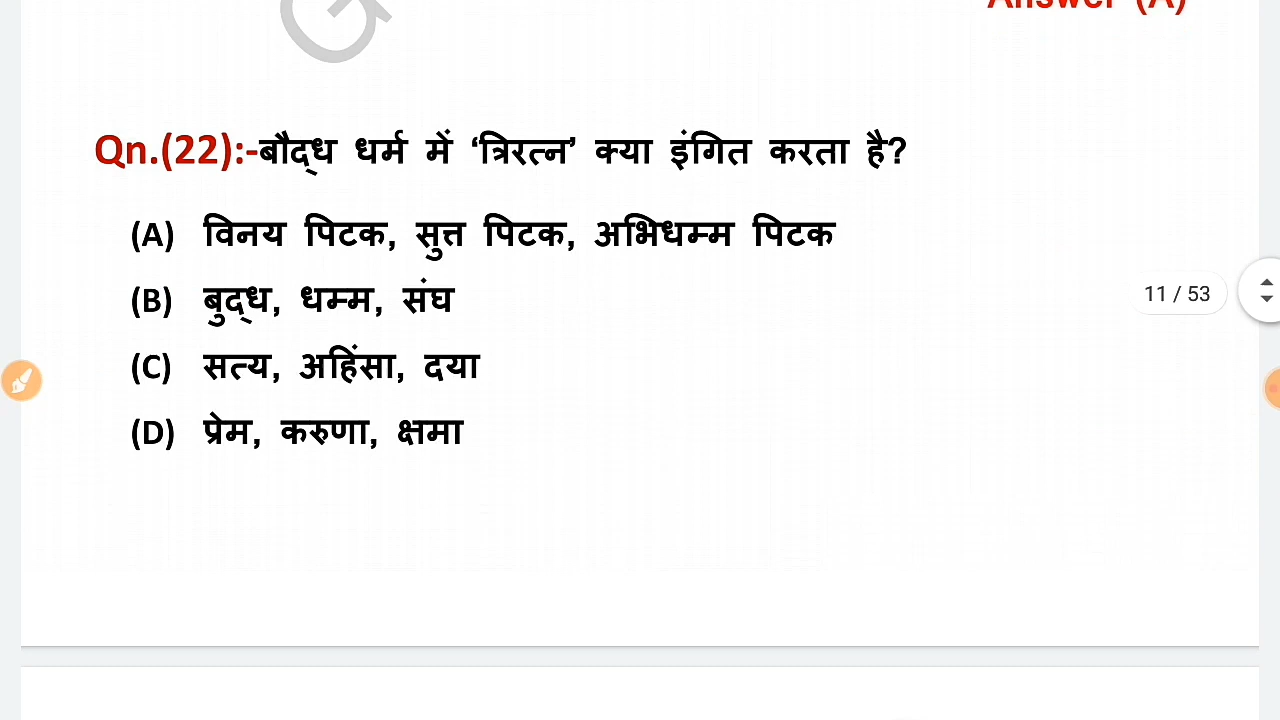 Answer (A)
G
Qn.(22):-बौद्ध धर्म में ‘त्रिरत्न’ क्या इंगित करता है?
(A) विनय पिटक, सुत्त पिटक, अभिधम्म पिटक
(B) बुद्ध, धम्म, संघ
11 / 53
(C) सत्य, अहिंसा, दया
(D) प्रेम, करुणा, क्षमा